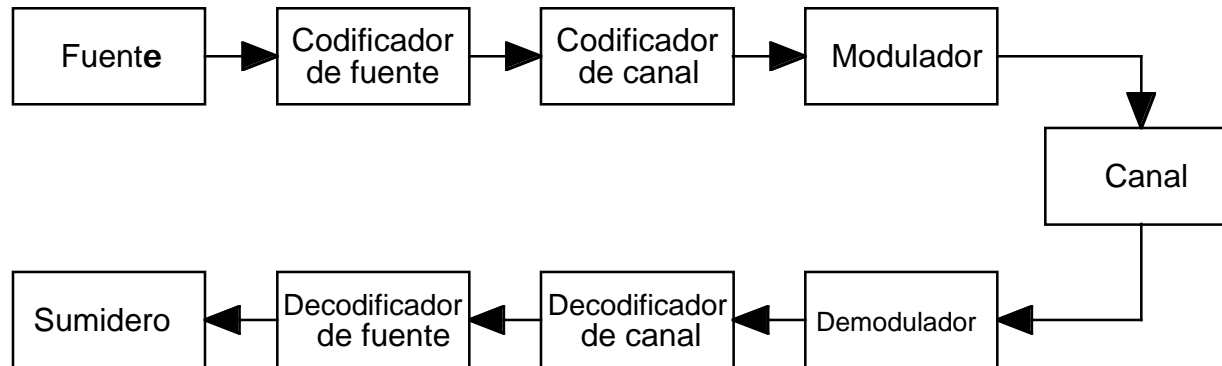 Fuente
Codificador
de fuente
Codificador
de canal
Modulador
Canal
Sumidero
Decodificador
de fuente
Decodificador
de canal
Demodulador